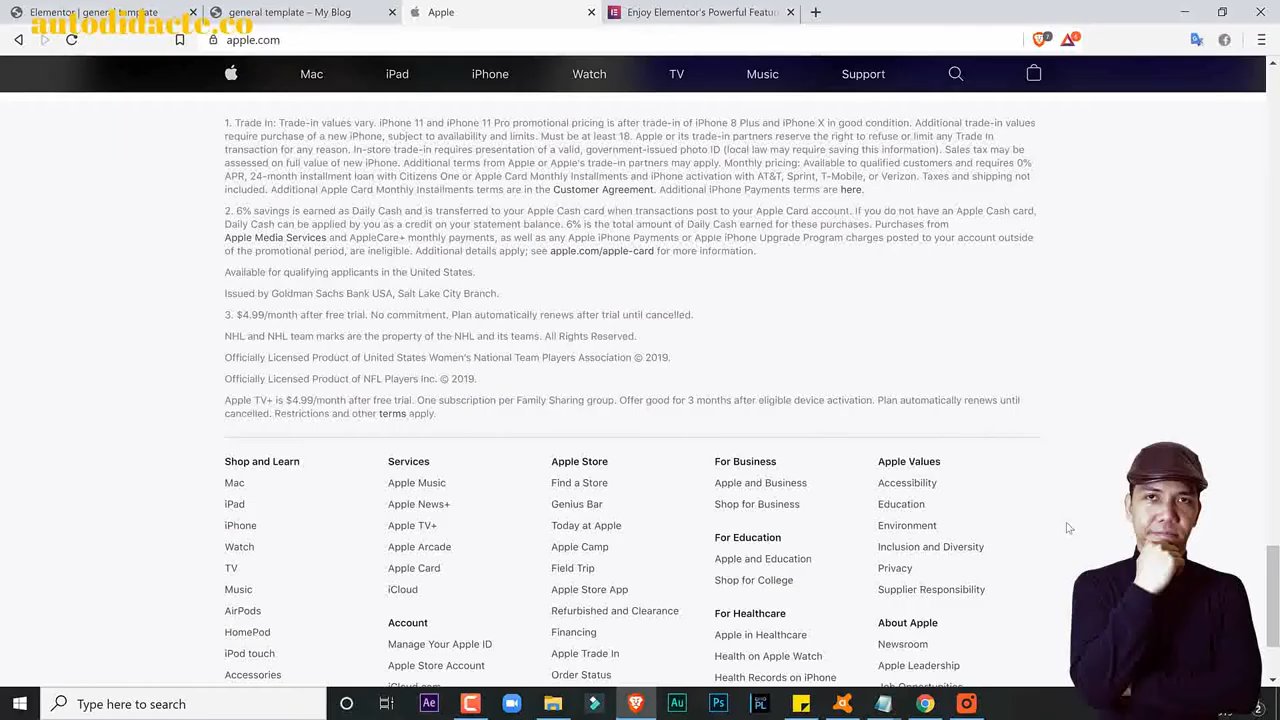 Elementor | general template
general template – My Blog
Apple
Enjoy Elementor's Powerful Featu
autodidacte.co
apple.com
Mac
iPad
iPhone
Watch
TV
Music
Support
1. Trade In: Trade-in values vary. iPhone 11 and iPhone 11 Pro promotional pricing is after trade-in of iPhone 8 Plus and iPhone X in good condition. Additional trade-in values
require purchase of a new iPhone, subject to availability and limits. Must be at least 18. Apple or its trade-in partners reserve the right to refuse or limit any Trade In
transaction for any reason. In-store trade-in requires presentation of a valid, government-issued photo ID (local law may require saving this information). Sales tax may be
assessed on full value of new iPhone. Additional terms from Apple or Apple's trade-in partners may apply. Monthly pricing: Available to qualified customers and requires 0%
APR, 24-month installment loan with Citizens One or Apple Card Monthly Installments and iPhone activation with AT&T, Sprint, T-Mobile, or Verizon. Taxes and shipping not
included. Additional Apple Card Monthly Installments terms are in the Customer Agreement. Additional iPhone Payments terms are here.
2. 6% savings is earned as Daily Cash and is transferred to your Apple Cash card when transactions post to your Apple Card account. If you do not have an Apple Cash card,
Daily Cash can be applied by you as a credit on your statement balance. 6% is the total amount of Daily Cash earned for these purchases. Purchases from
Apple Media Services and AppleCare+ monthly payments, as well as any Apple iPhone Payments or Apple iPhone Upgrade Program charges posted to your account outside
of the promotional period, are ineligible. Additional details apply; see apple.com/apple-card for more information.
Available for qualifying applicants in the United States.
Issued by Goldman Sachs Bank USA, Salt Lake City Branch.
3. $4.99/month after free trial. No commitment. Plan automatically renews after trial until cancelled.
NHL and NHL team marks are the property of the NHL and its teams. All Rights Reserved.
Officially Licensed Product of United States Women's National Team Players Association © 2019.
Officially Licensed Product of NFL Players Inc. © 2019.
Apple TV+ is $4.99/month after free trial. One subscription per Family Sharing group. Offer good for 3 months after eligible device activation. Plan automatically renews until
cancelled. Restrictions and other terms apply.
Shop and Learn
Mac
iPad
iPhone
Watch
TV
Music
AirPods
HomePod
iPod touch
Accessories
Services
Apple Music
Apple News+
Apple TV+
Apple Arcade
Apple Card
iCloud
Account
Manage Your Apple ID
Apple Store Account
iCloud.com
Apple Store
Find a Store
Genius Bar
Today at Apple
Apple Camp
Field Trip
Apple Store App
Refurbished and Clearance
Financing
Apple Trade In
Order Status
For Business
Apple and Business
Shop for Business
For Education
Apple and Education
Shop for College
For Healthcare
Apple in Healthcare
Health on Apple Watch
Health Records on iPhone
Apple Values
Accessibility
Education
Environment
Inclusion and Diversity
Privacy
Supplier Responsibility
About Apple
Newsroom
Apple Leadership
Job Opportunities
Type here to search
Ae
Au
Ps
PL